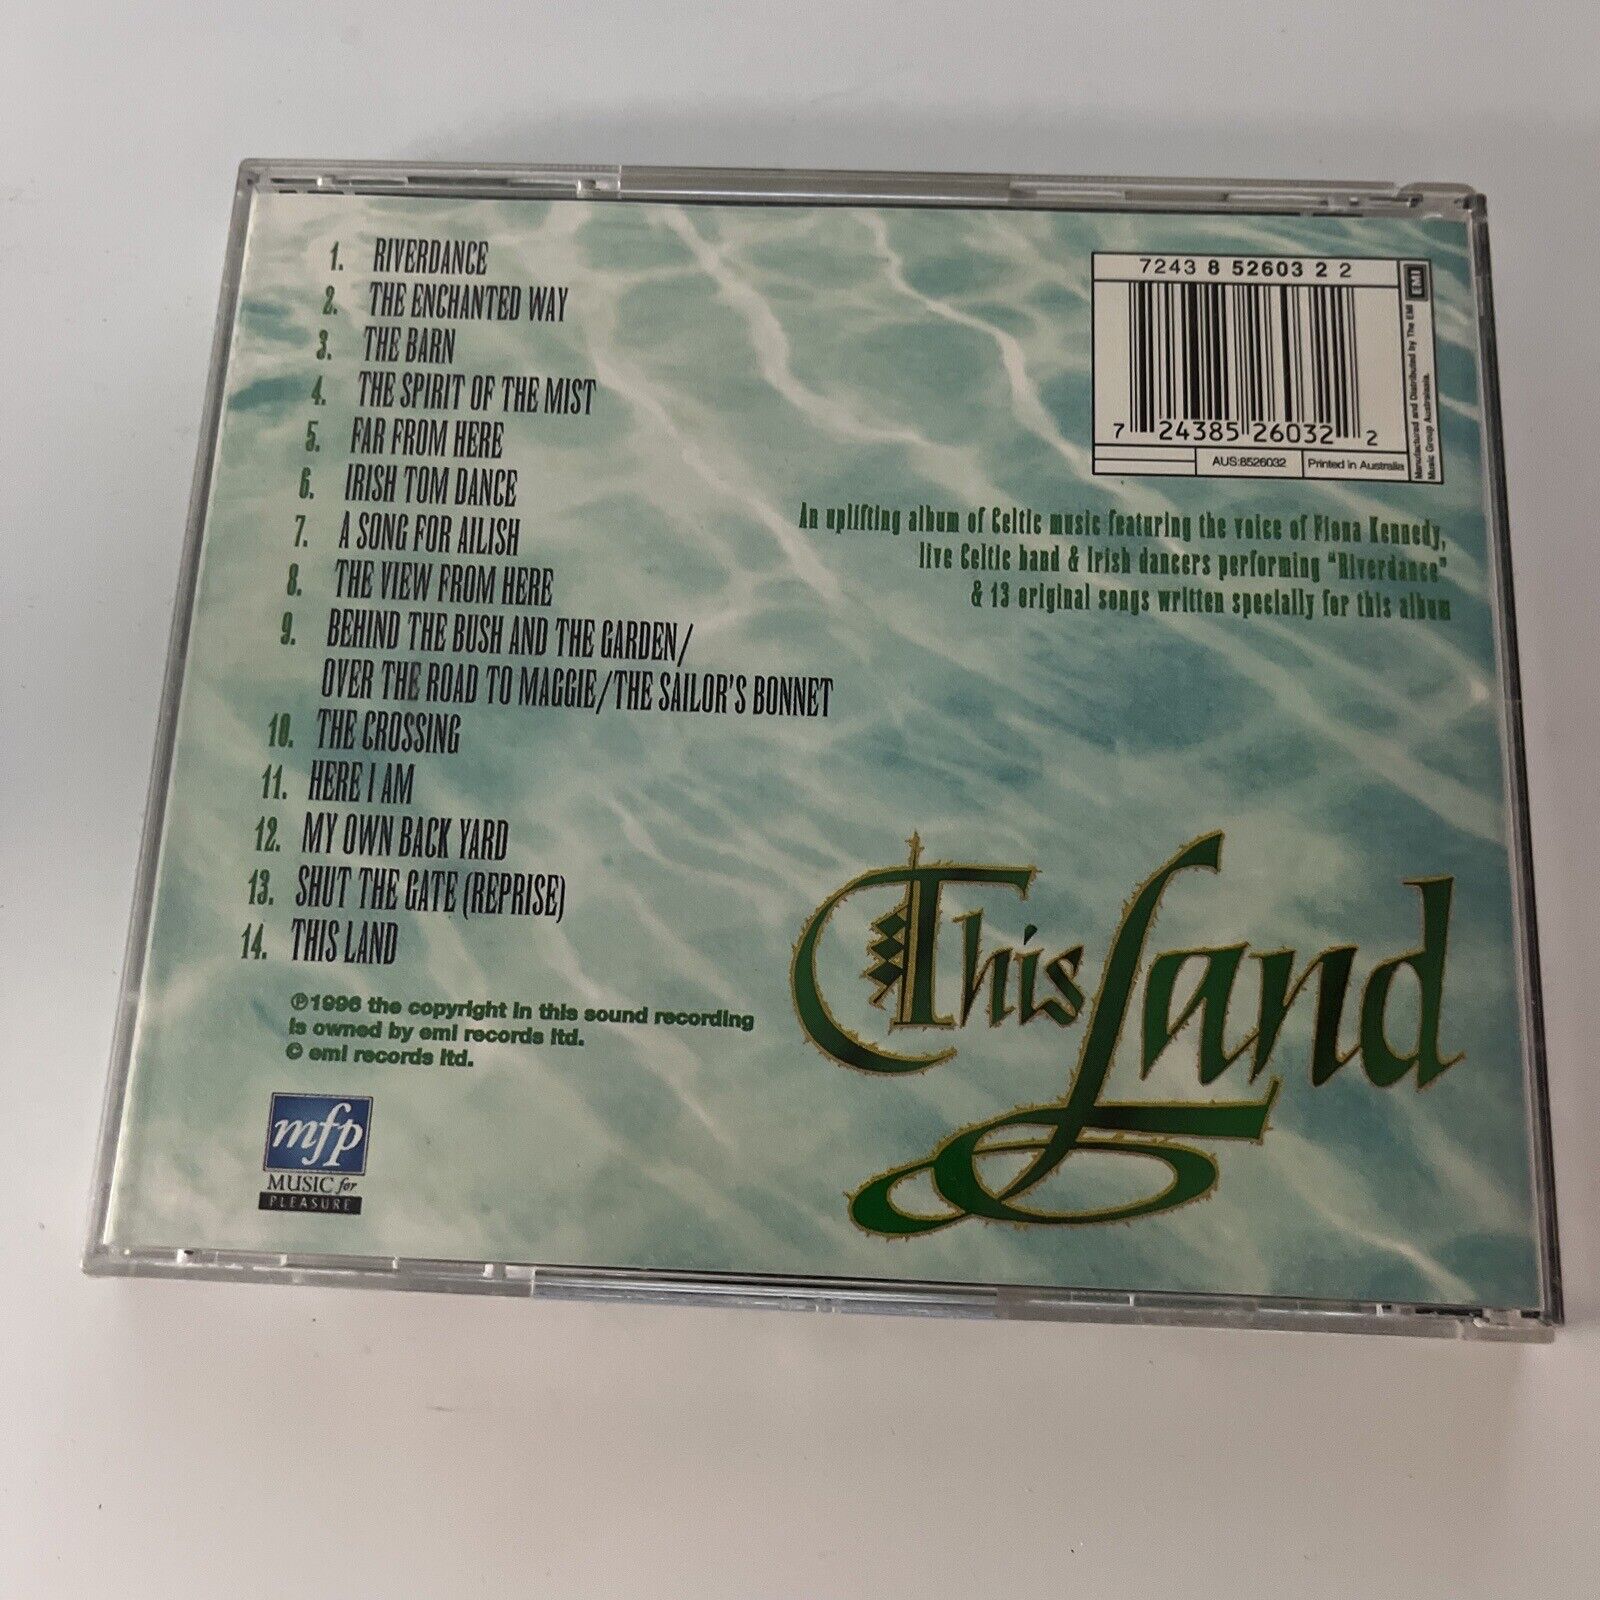 1. RIVERDANCE
2. THE ENCHANTED WAY
3. THE BARN
4. THE SPIRIT OF THE MIST
5. FAR FROM HERE
6. IRISH TOM DANCE
7. A SONG FOR AILISH
8. THE VIEW FROM HERE
9. BEHIND THE BUSH AND THE GARDEN/
OVER THE ROAD TO MAGGIE/THE SAILOR'S BONNET
10. THE CROSSING
11. HERE I AM
12. MY OWN BACK YARD
13. SHUT THE GATE (REPRISE)
14. THIS LAND
℗1996 the copyright in this sound recording
is owned by emi records ltd.
© emi records ltd.
mfp
MUSIC for
PLEASURE
7243 8 52603 2 2
7 24385 26032 2
AUS:8526032
Printed in Australia
EMI
Manufactured and Distributed by The EMI
Music Group Australasia.
An uplifting album of Celtic music featuring the voice of Fiona Kennedy,
live Celtic band & Irish dancers performing "Riverdance"
& 13 original songs written specially for this album
This Land